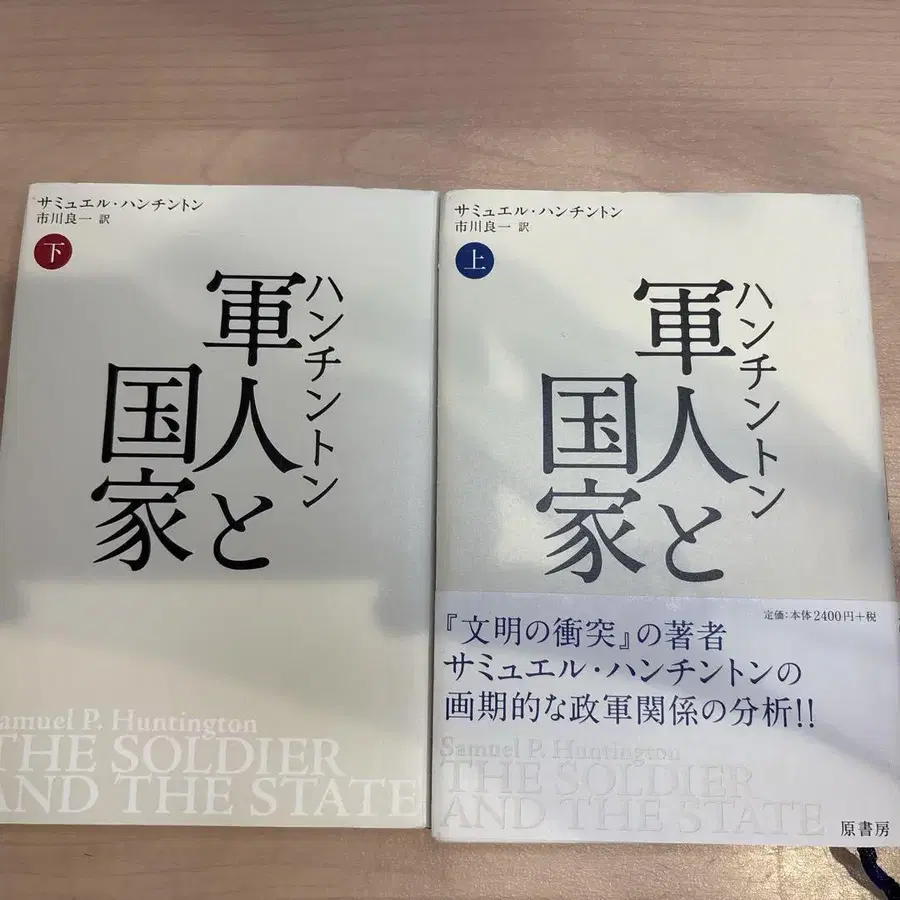 サミュエル・ハンチントン
市川良一 訳
下
ハンチントン
軍人と
国家
Samuel P. Huntington
THE SOLDIER
AND THE STATE
サミュエル・ハンチントン
市川良一 訳
上
ハンチントン
軍人と
国家
定価:本体2400円+税
『文明の衝突』の著者
サミュエル・ハンチントンの
画期的な政軍関係の分析!!
Samuel P. Huntington
THE SOLDIER
AND THE STATE
原書房